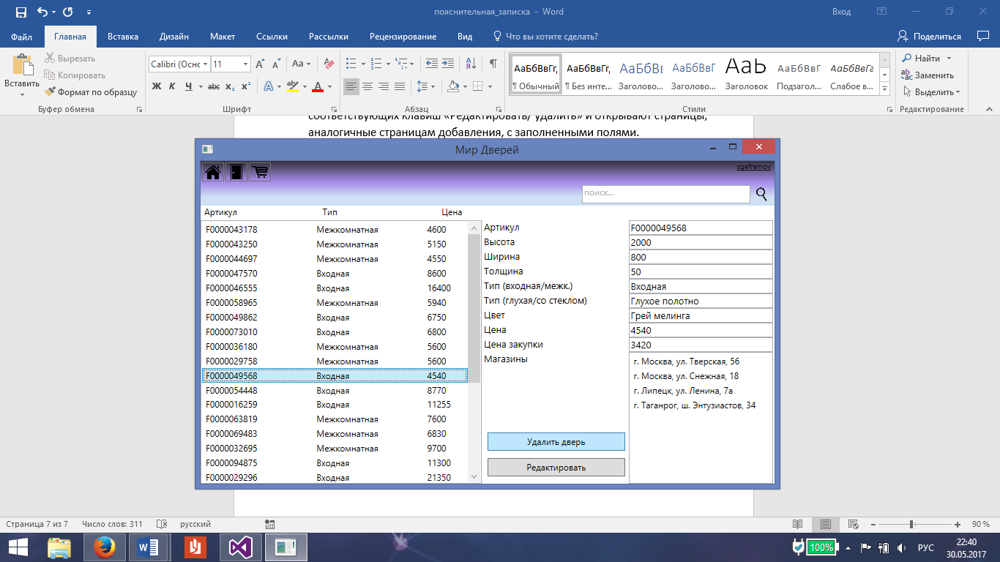 пояснительная_записка - Word
Вход
Файл
Главная
Вставка
Дизайн
Макет
Ссылки
Рассылки
Рецензирование
Вид
Что вы хотите сделать?
Поделиться
Вставить
Вырезать
Копировать
Формат по образцу
Буфер обмена
Calibri (Оснс
11
Aa
Ж К Ч abc x₂ x²
Шрифт
Абзац
АаБбВвГг,
АаБбВвГг,
АаБбВі
АаБбВвГ
АаЬ
АаБбВвГ
АаБбВвГг
¶ Обычный
¶ Без инте...
Заголово...
Заголово...
Заголовок
Подзагол...
Слабое в...
Стили
Найти
Заменить
Выделить
Редактирование
соответствующих клавиш «Редактировать/ удалить» и открывают страницы,
аналогичные страницам добавления, с заполненными полями.
Мир Дверей
sgefremov
поиск...
Артикул Тип Цена
F0000043178 Межкомнатная 4600
F0000043250 Межкомнатная 5150
F0000044697 Межкомнатная 4550
F0000047570 Входная 8600
F0000046555 Входная 16400
F0000058965 Межкомнатная 5940
F0000049862 Входная 6750
F0000073010 Входная 6800
F0000036180 Межкомнатная 5600
F0000029758 Межкомнатная 5600
F0000049568 Входная 4540
F0000054448 Входная 8770
F0000016259 Входная 11255
F0000063819 Межкомнатная 7600
F0000069483 Межкомнатная 6830
F0000032695 Межкомнатная 9700
F0000094875 Входная 11300
F0000029296 Входная 21350
Артикул F0000049568
Высота 2000
Ширина 800
Толщина 50
Тип (входная/межк.) Входная
Тип (глухая/со стеклом) Глухое полотно
Цвет Грей мелинга
Цена 4540
Цена закупки 3420
Магазины
г. Москва, ул. Тверская, 56
г. Москва, ул. Снежная, 18
г. Липецк, ул. Ленина, 7а
г. Таганрог, ш. Энтузиастов, 34
Удалить дверь
Редактировать
Страница 7 из 7
Число слов: 311
русский
90 %
100%
РУС
22:40
30.05.2017